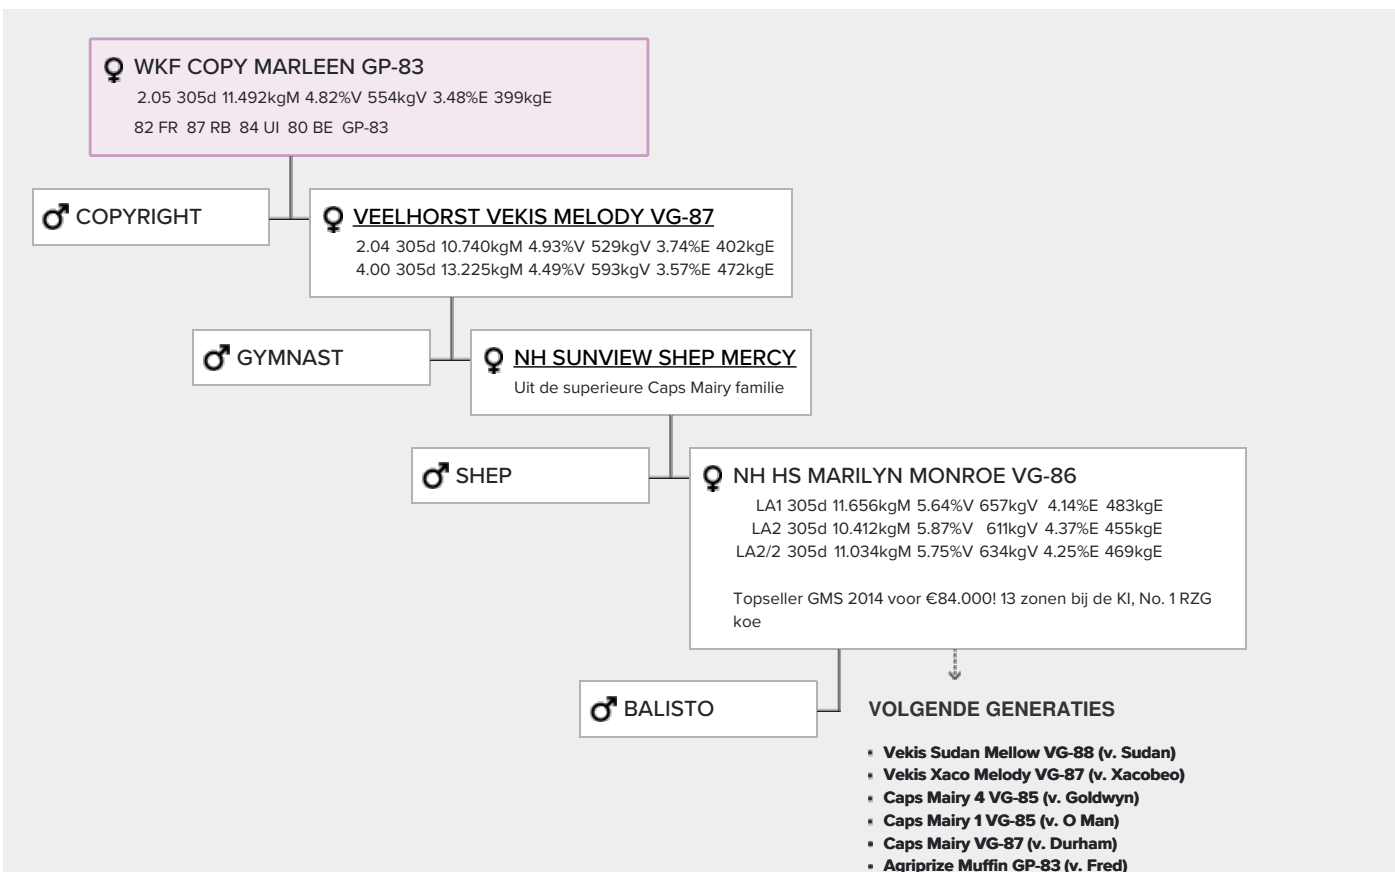 WKF COPY MARLEEN GP-83
2.05 305d 11.492kgM 4.82%V 554kgV 3.48%E 399kgE
82 FR 87 RB 84 UI 80 BE GP-83
COPYRIGHT
VEELHORST VEKIS MELODY VG-87
2.04 305d 10.740kgM 4.93%V 529kgV 3.74%E 402kgE
4.00 305d 13.225kgM 4.49%V 593kgV 3.57%E 472kgE
GYMNAST
NH SUNVIEW SHEP MERCY
Uit de superieure Caps Mairy familie
SHEP
NH HS MARILYN MONROE VG-86
LA1 305d 11.656kgM 5.64%V 657kgV 4.14%E 483kgE
LA2 305d 10.412kgM 5.87%V 611kgV 4.37%E 455kgE
LA2/2 305d 11.034kgM 5.75%V 634kgV 4.25%E 469kgE
Topseller GMS 2014 voor €84.000! 13 zonen bij de KI, No. 1 RZG
koe
BALISTO
VOLGENDE GENERATIES
▪ Vekis Sudan Mellow VG-88 (v. Sudan)
▪ Vekis Xaco Melody VG-87 (v. Xacobeo)
▪ Caps Mairy 4 VG-85 (v. Goldwyn)
▪ Caps Mairy 1 VG-85 (v. O Man)
▪ Caps Mairy VG-87 (v. Durham)
▪ Agriprize Muffin GP-83 (v. Fred)